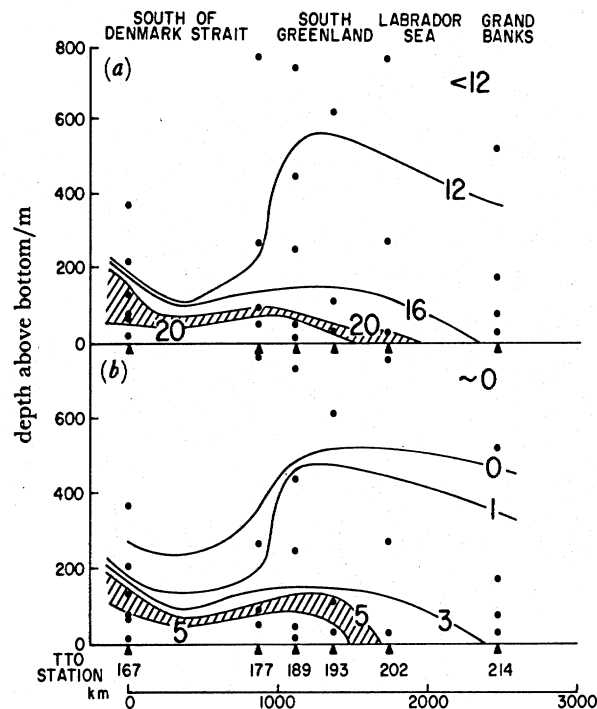 SOUTH OF SOUTH LABRADOR GRAND
DENMARK STRAIT GREENLAND SEA BANKS
800
(a)
<12
600
12
400
200
16
20 20
0
(b)
~0
600
0
400
1
200
5
3
5
0
TTO
STATION 167 177 189 193 202 214
km 0 1000 2000 3000
depth above bottom/m